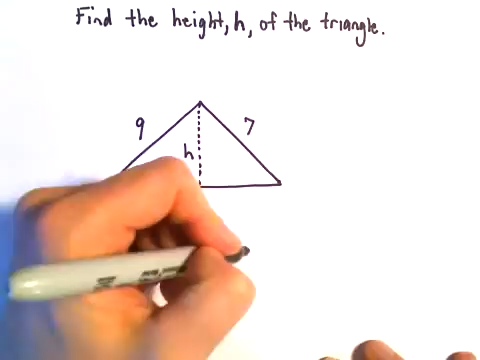 Find the height, h, of the triangle.
9
7
h